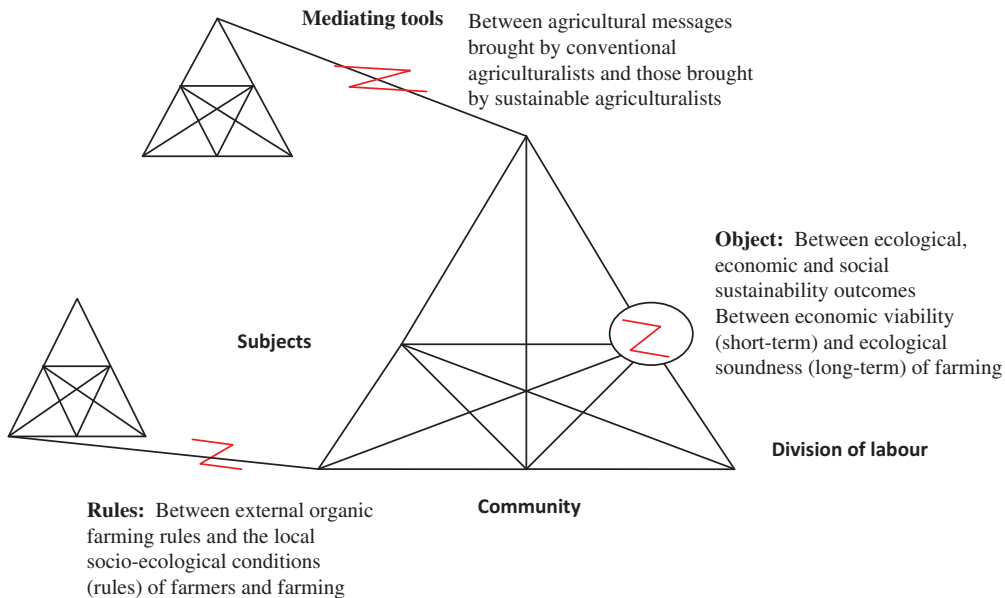 Mediating tools
Between agricultural messages
brought by conventional
agriculturalists and those brought
by sustainable agriculturalists
Object: Between ecological,
economic and social
sustainability outcomes
Between economic viability
(short-term) and ecological
soundness (long-term) of farming
Subjects
Division of labour
Community
Rules: Between external organic
farming rules and the local
socio-ecological conditions
(rules) of farmers and farming